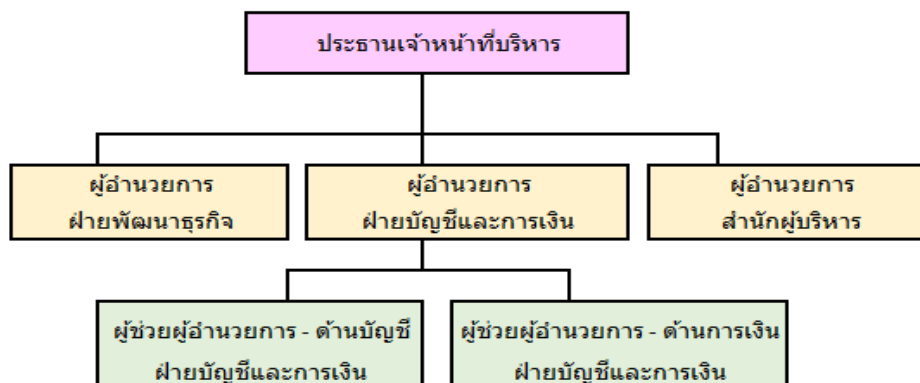 ประธานเจ้าหน้าที่บริหาร
ผู้อำนวยการ
ฝ่ายพัฒนาธุรกิจ
ผู้อำนวยการ
ฝ่ายบัญชีและการเงิน
ผู้อำนวยการ
สำนักผู้บริหาร
ผู้ช่วยผู้อำนวยการ - ด้านบัญชี
ฝ่ายบัญชีและการเงิน
ผู้ช่วยผู้อำนวยการ - ด้านการเงิน
ฝ่ายบัญชีและการเงิน